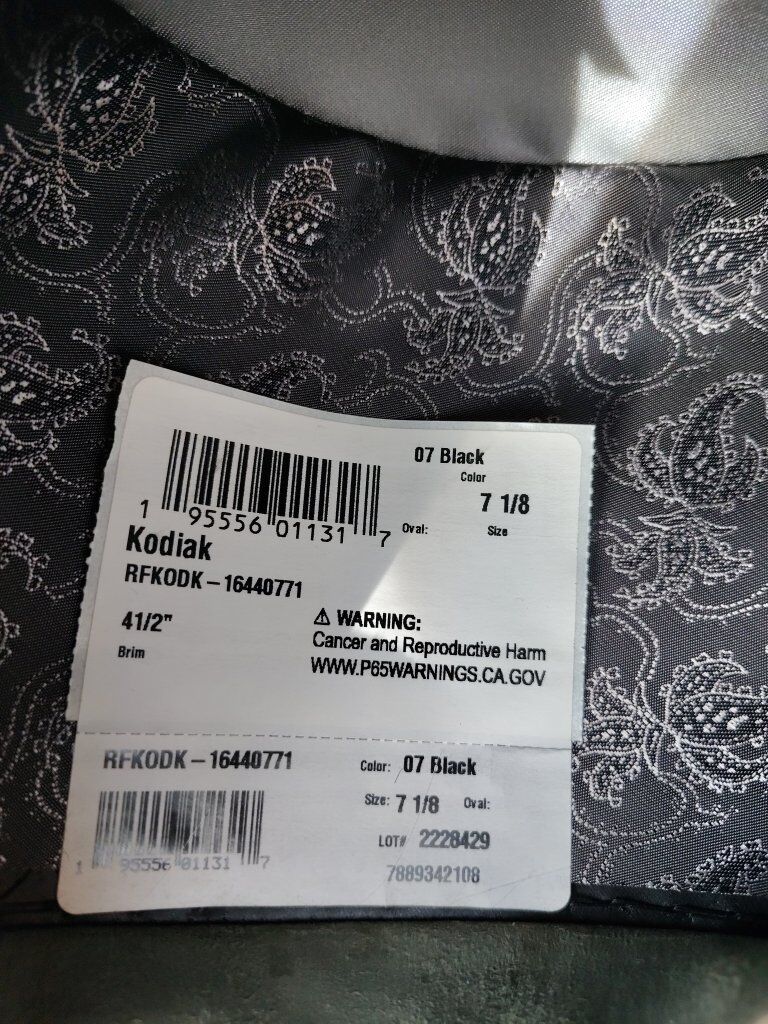 07 Black
Color
7 1/8
Oval: Size
1 95556 01131 7
Kodiak
RFKODK – 16440771
41/2"
Brim
⚠ WARNING:
Cancer and Reproductive Harm
WWW.P65WARNINGS.CA.GOV
RFKODK – 16440771
Color: 07 Black
Size: 7 1/8 Oval:
LOT# 2228429
1 95556 01131 7
7889342108